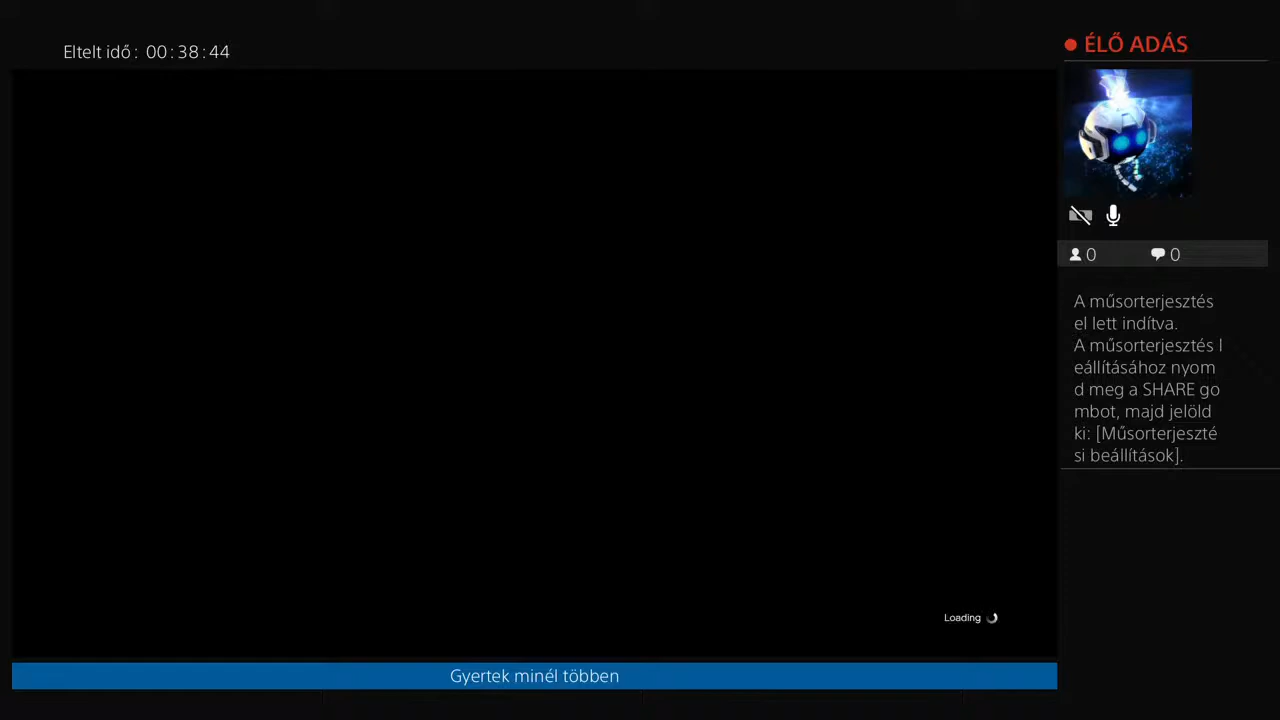 Eltelt idő: 00:38:44
ÉLŐ ADÁS
0
0
A műsorterjesztés
el lett indítva.
A műsorterjesztés l
eállításához nyom
d meg a SHARE go
mbot, majd jelöld
ki: [Műsorterjeszté
si beállítások].
Loading
Gyertek minél többen